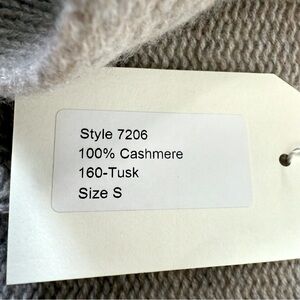 Style 7206
100% Cashmere
160-Tusk
Size S